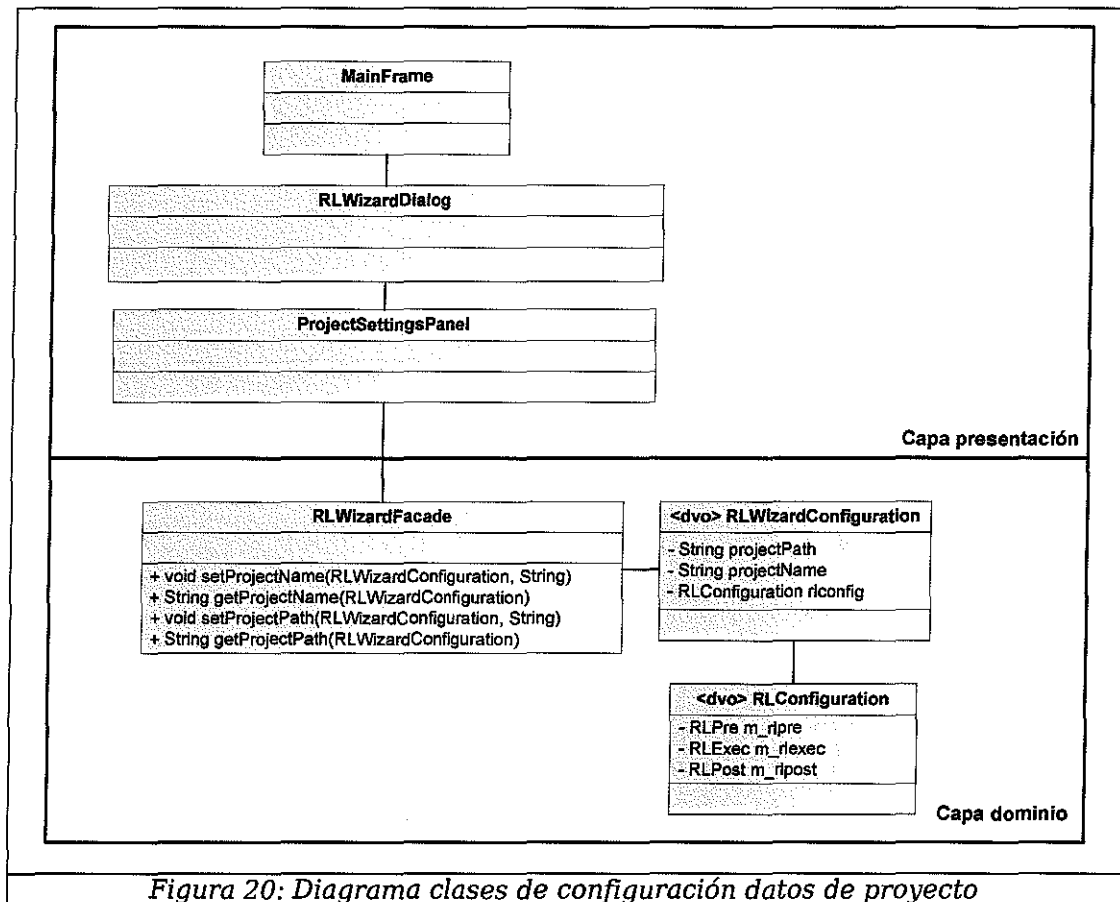 MainFrame
RLWizardDialog
ProjectSettingsPanel
Capa presentación
RLWizardFacade
+ void setProjectName(RLWizardConfiguration, String)
+ String getProjectName(RLWizardConfiguration)
+ void setProjectPath(RLWizardConfiguration, String)
+ String getProjectPath(RLWizardConfiguration)
<dvo> RLWizardConfiguration
- String projectPath
- String projectName
- RLConfiguration rlconfig
<dvo> RLConfiguration
- RLPre m_rlpre
- RLExec m_rlexec
- RLPost m_rlpost
Capa dominio
Figura 20: Diagrama clases de configuración datos de proyecto